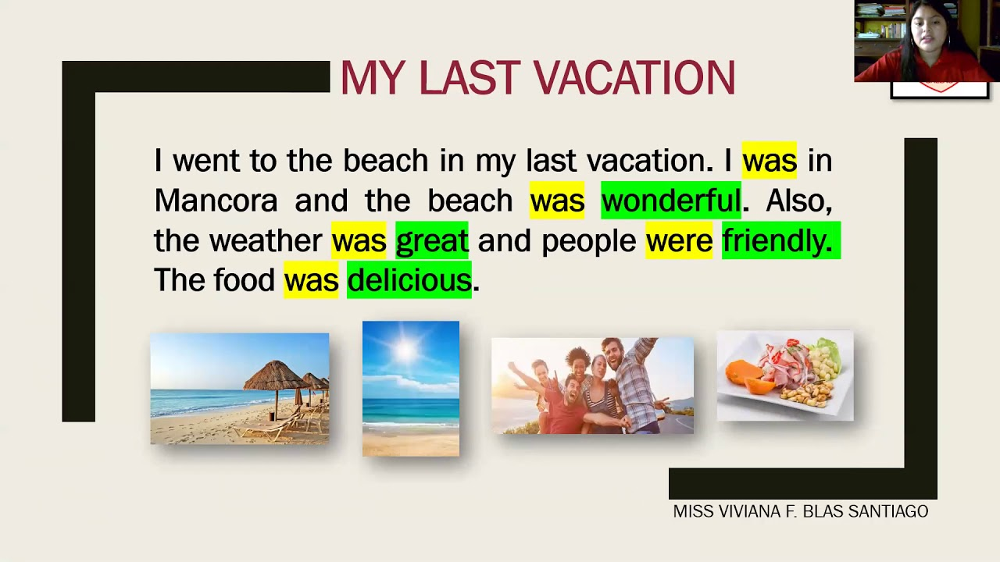 MY LAST VACATION
I went to the beach in my last vacation. I was in
Mancora and the beach was wonderful. Also,
the weather was great and people were friendly.
The food was delicious.
MISS VIVIANA F. BLAS SANTIAGO